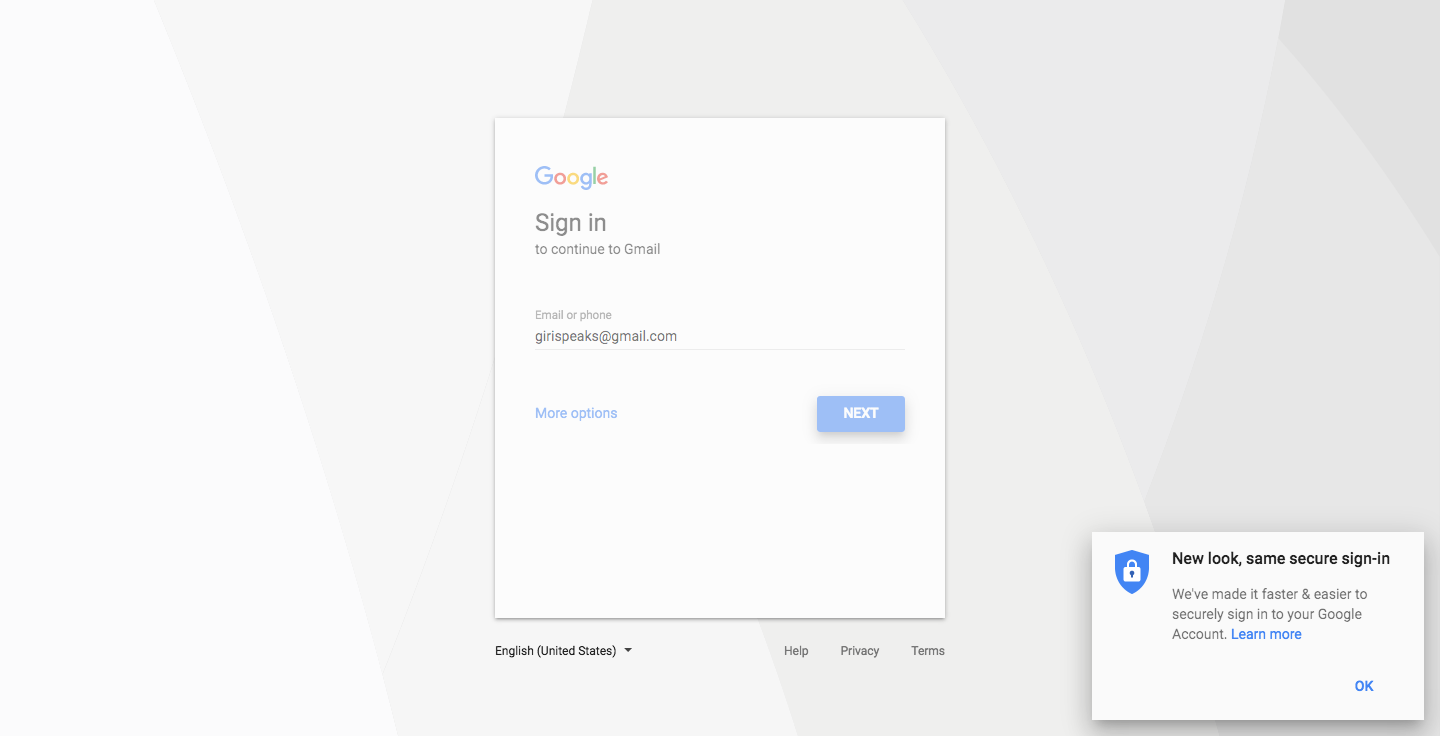 Google
Sign in
to continue to Gmail
Email or phone
girispeaks@gmail.com
More options
NEXT
English (United States)
Help
Privacy
Terms
New look, same secure sign-in
We've made it faster & easier to
securely sign in to your Google
Account. Learn more
OK